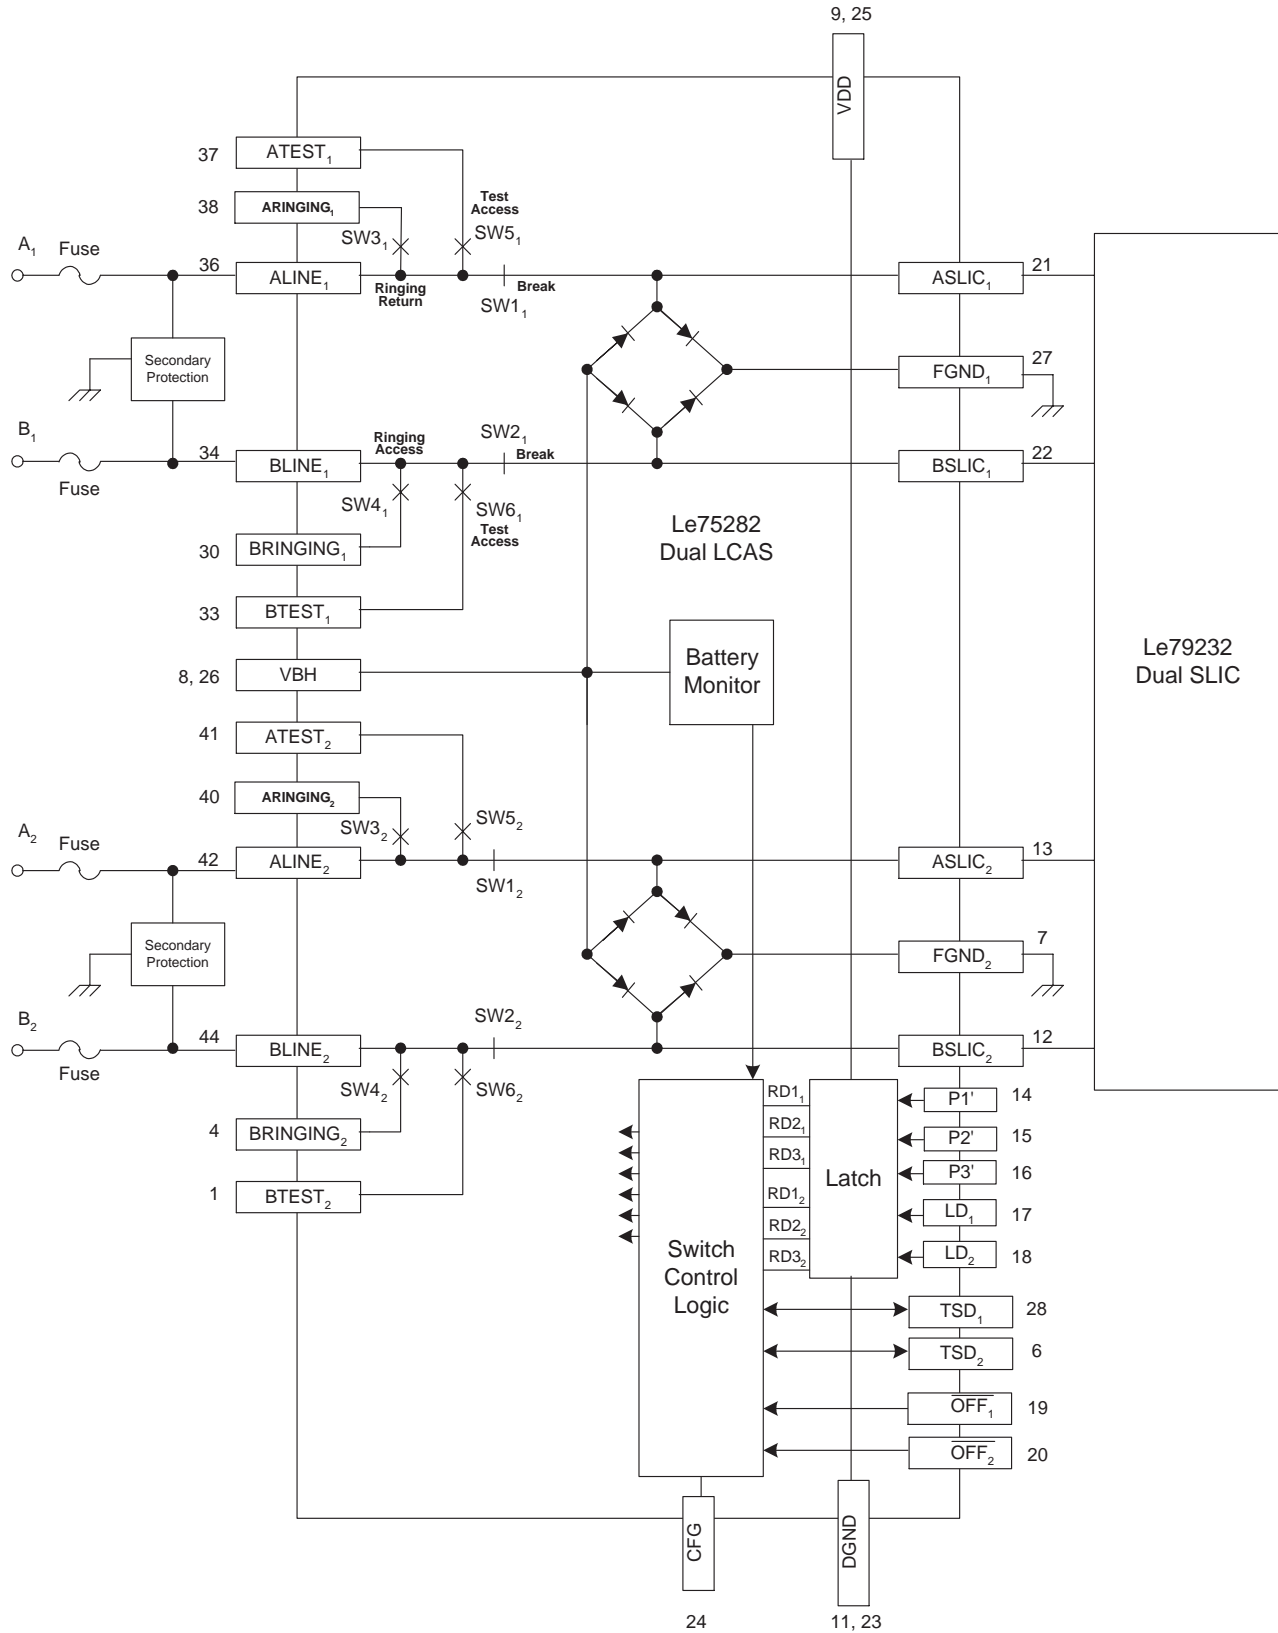 9, 25
VDD
37
ATEST₁
38
ARINGING₁
Test
Access
SW3₁
SW5₁
A₁
Fuse
36
ALINE₁
Ringing
Return
Break
SW1₁
ASLIC₁
21
Secondary
Protection
FGND₁
27
B₁
Fuse
34
BLINE₁
Ringing
Access
SW2₁
Break
BSLIC₁
22
SW4₁
SW6₁
Test
Access
Le75282
Dual LCAS
30
BRINGING₁
33
BTEST₁
Le79232
Dual SLIC
8, 26
VBH
Battery
Monitor
41
ATEST₂
40
ARINGING₂
SW3₂
SW5₂
A₂
Fuse
42
ALINE₂
SW1₂
ASLIC₂
13
Secondary
Protection
FGND₂
7
B₂
Fuse
44
BLINE₂
SW2₂
BSLIC₂
12
SW4₂
SW6₂
4
BRINGING₂
1
BTEST₂
Switch
Control
Logic
RD1₁
RD2₁
RD3₁
RD1₂
RD2₂
RD3₂
Latch
P1'
14
P2'
15
P3'
16
LD₁
17
LD₂
18
TSD₁
28
TSD₂
6
OFF₁
19
OFF₂
20
CFG
24
DGND
11, 23